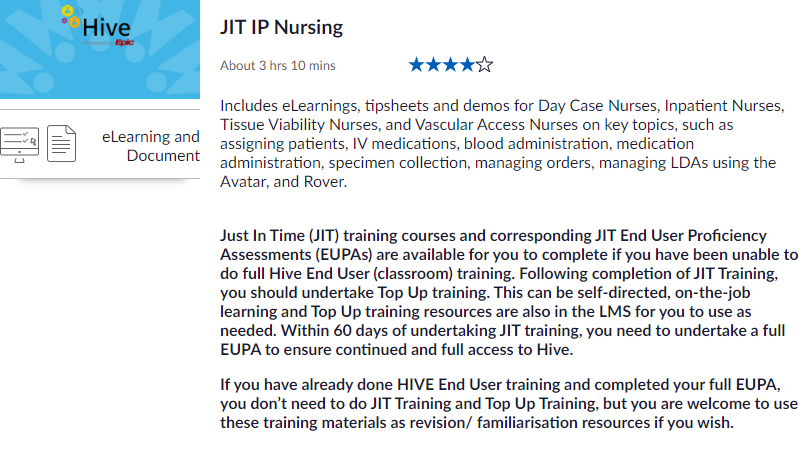 Hive
Powered by Epic
eLearning and
Document
JIT IP Nursing
About 3 hrs 10 mins
Includes eLearnings, tipsheets and demos for Day Case Nurses, Inpatient Nurses,
Tissue Viability Nurses, and Vascular Access Nurses on key topics, such as
assigning patients, IV medications, blood administration, medication
administration, specimen collection, managing orders, managing LDAs using the
Avatar, and Rover.
Just In Time (JIT) training courses and corresponding JIT End User Proficiency
Assessments (EUPAs) are available for you to complete if you have been unable to
do full Hive End User (classroom) training. Following completion of JIT Training,
you should undertake Top Up training. This can be self-directed, on-the-job
learning and Top Up training resources are also in the LMS for you to use as
needed. Within 60 days of undertaking JIT training, you need to undertake a full
EUPA to ensure continued and full access to Hive.
If you have already done HIVE End User training and completed your full EUPA,
you don't need to do JIT Training and Top Up Training, but you are welcome to use
these training materials as revision/ familiarisation resources if you wish.